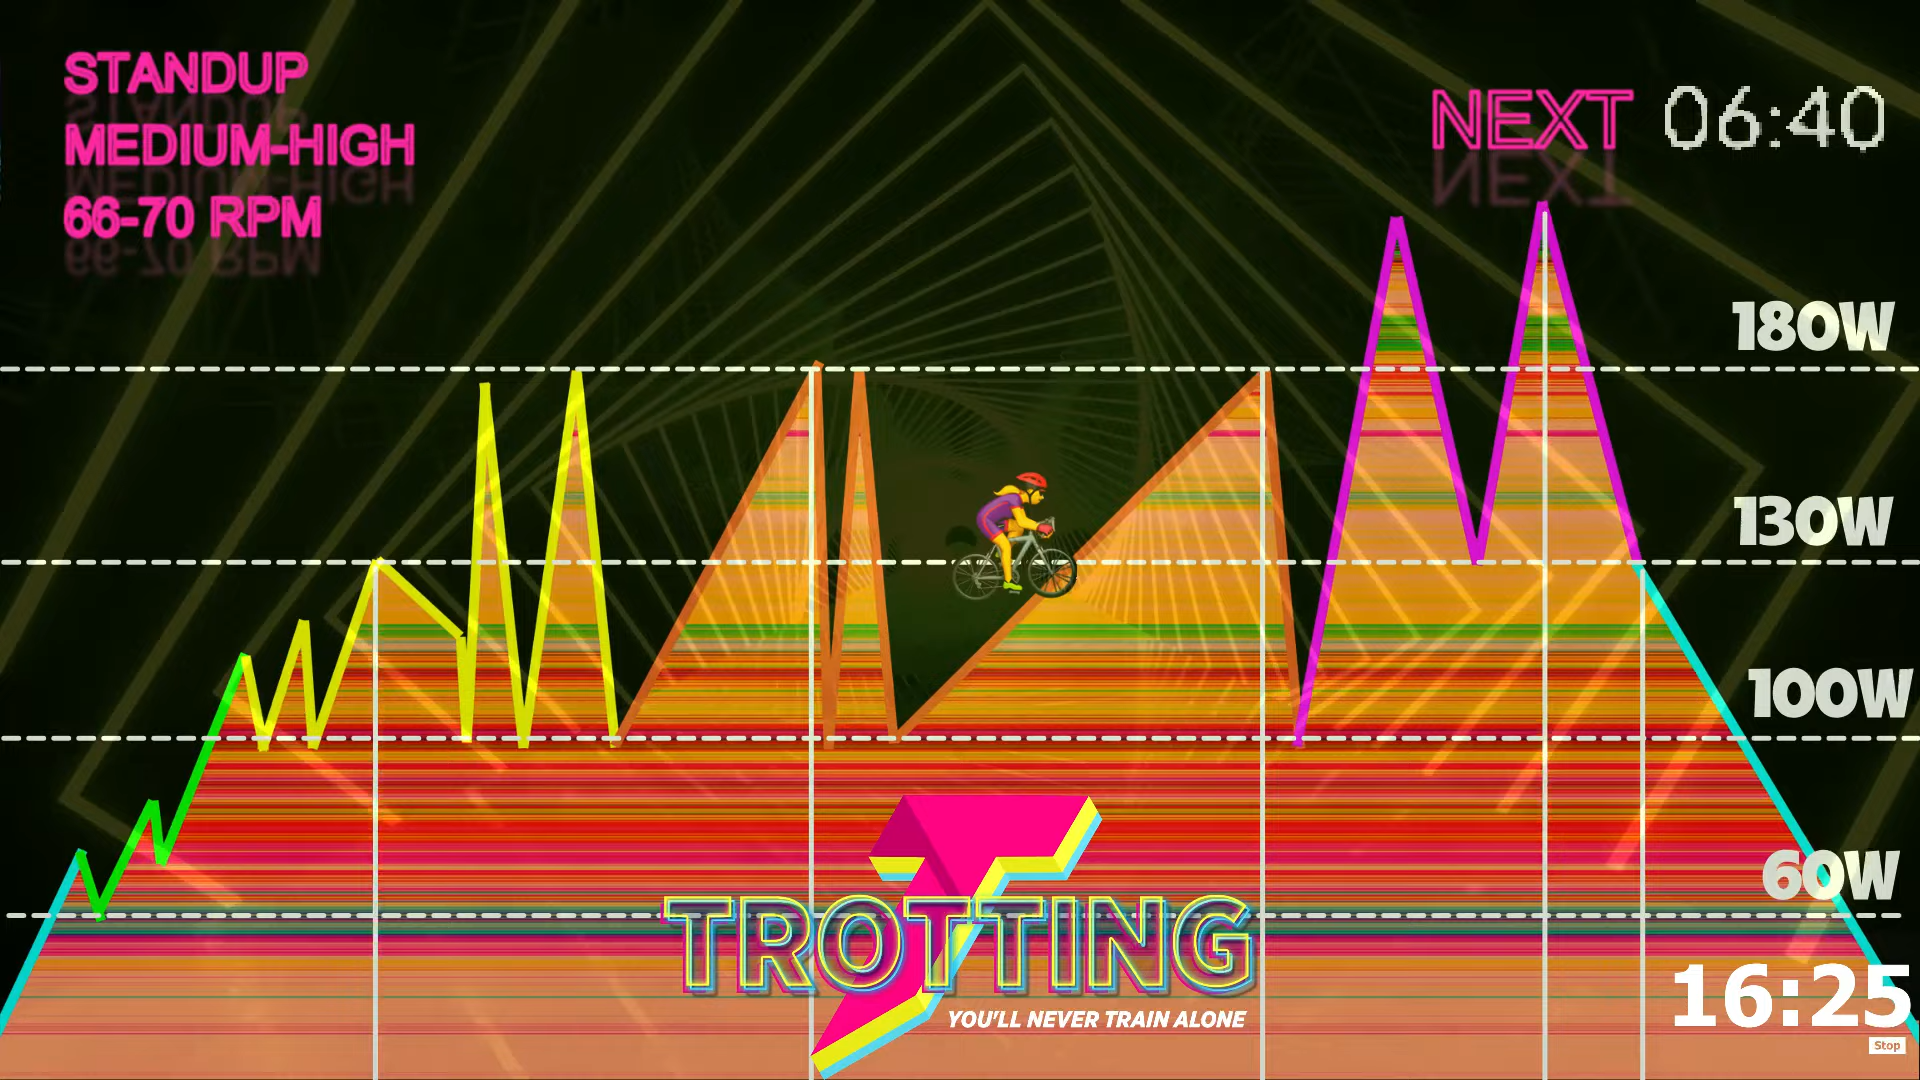 STANDUP
MEDIUM-HIGH
66-70 RPM
NEXT 06:40
180W
130W
100W
60W
TROTTING
YOU'LL NEVER TRAIN ALONE
16:25
Stop